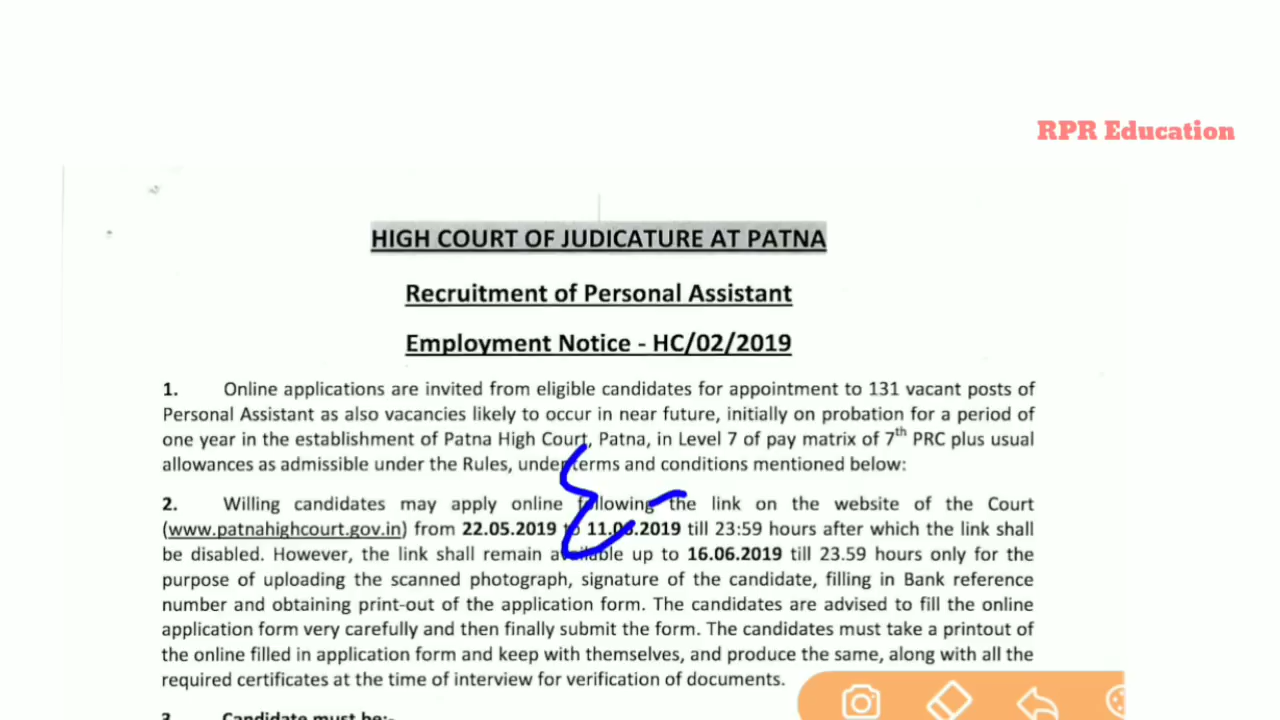 RPR Education
HIGH COURT OF JUDICATURE AT PATNA
Recruitment of Personal Assistant
Employment Notice - HC/02/2019
1. Online applications are invited from eligible candidates for appointment to 131 vacant posts of
Personal Assistant as also vacancies likely to occur in near future, initially on probation for a period of
one year in the establishment of Patna High Court, Patna, in Level 7 of pay matrix of 7th PRC plus usual
allowances as admissible under the Rules, under terms and conditions mentioned below:
2. Willing candidates may apply online following the link on the website of the Court
(www.patnahighcourt.gov.in) from 22.05.2019 to 11.06.2019 till 23:59 hours after which the link shall
be disabled. However, the link shall remain available up to 16.06.2019 till 23.59 hours only for the
purpose of uploading the scanned photograph, signature of the candidate, filling in Bank reference
number and obtaining print-out of the application form. The candidates are advised to fill the online
application form very carefully and then finally submit the form. The candidates must take a printout of
the online filled in application form and keep with themselves, and produce the same, along with all the
required certificates at the time of interview for verification of documents.
3. Candidate must be:-